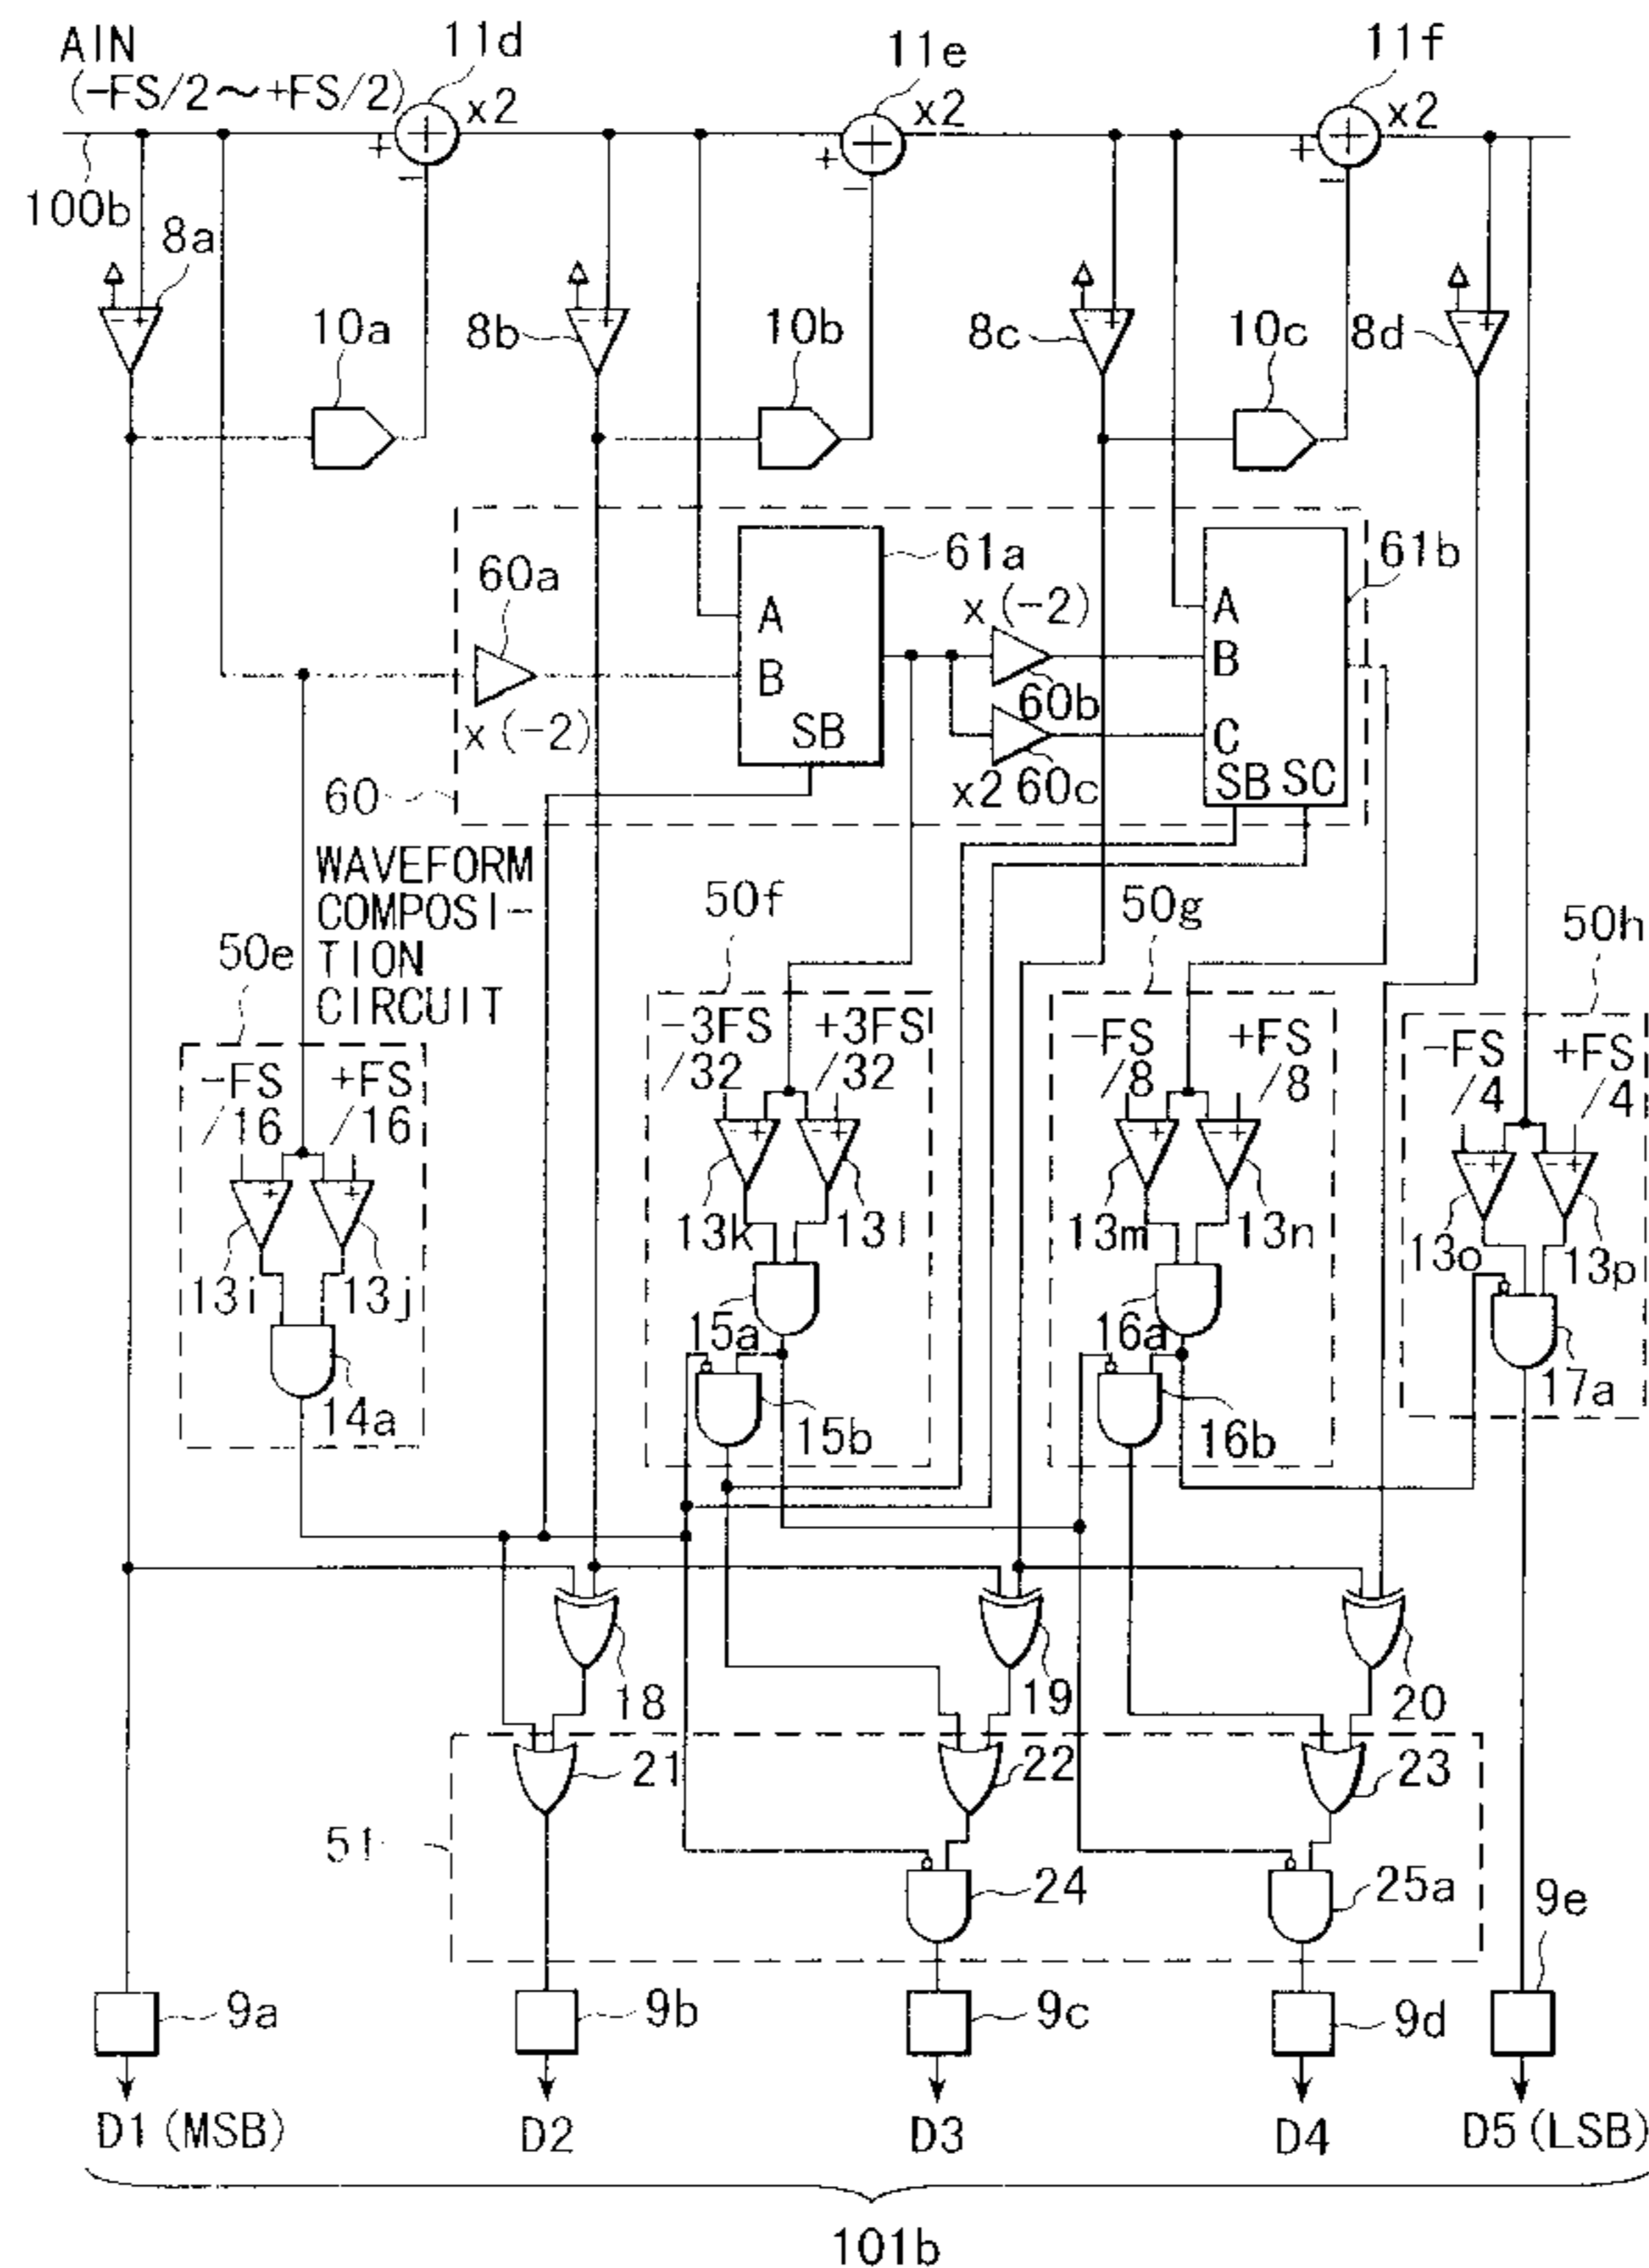 AIN
(-FS/2～+FS/2)
11d
x2
11e
x2
11f
x2
+
-
+
-
+
-
100b
8a
10a
8b
10b
8c
10c
8d
- +
- +
- +
- +
60a
x (-2)
A
B
SB
61a
x (-2)
60b
x2 60c
A
B
C
SB SC
61b
60
WAVEFORM
COMPOSI-
TION
CIRCUIT
50e
50f
50g
50h
-FS
/16
+FS
/16
-3FS
/32
+3FS
/32
-FS
/8
+FS
/8
-FS
/4
+FS
/4
- +
- +
- +
- +
- +
- +
- +
- +
13i
13j
13k
13l
13m
13n
13o
13p
14a
15a
15b
16a
16b
17a
18
19
20
21
22
23
51
24
25a
9a
9b
9c
9d
9e
D1 (MSB)
D2
D3
D4
D5 (LSB)
101b